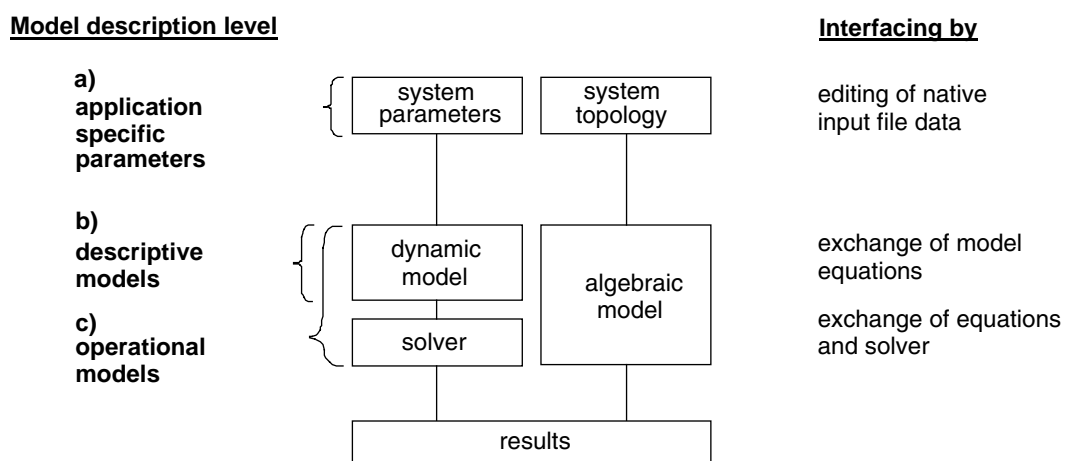 Model description level
Interfacing by
a)
application
specific
parameters
system
parameters
system
topology
editing of native
input file data
b)
descriptive
models
dynamic
model
algebraic
model
exchange of model
equations
c)
operational
models
solver
exchange of equations
and solver
results